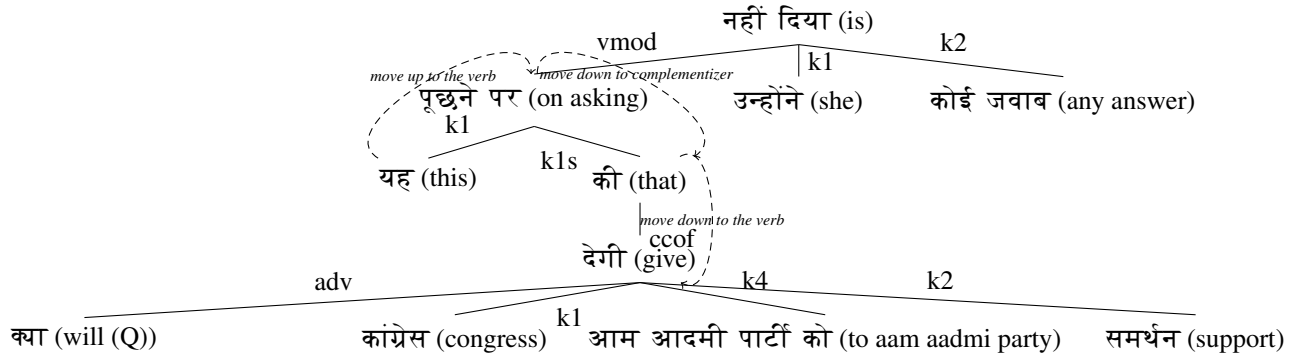 नहीं दिया (is)
vmod k1 k2
move up to the verb move down to complementizer
पूछने पर (on asking) उन्होंने (she) कोई जवाब (any answer)
k1 k1s
यह (this) की (that)
move down to the verb
ccof
देगी (give)
adv k1 k4 k2
क्या (will (Q)) कांग्रेस (congress) आम आदमी पार्टी को (to aam aadmi party) समर्थन (support)